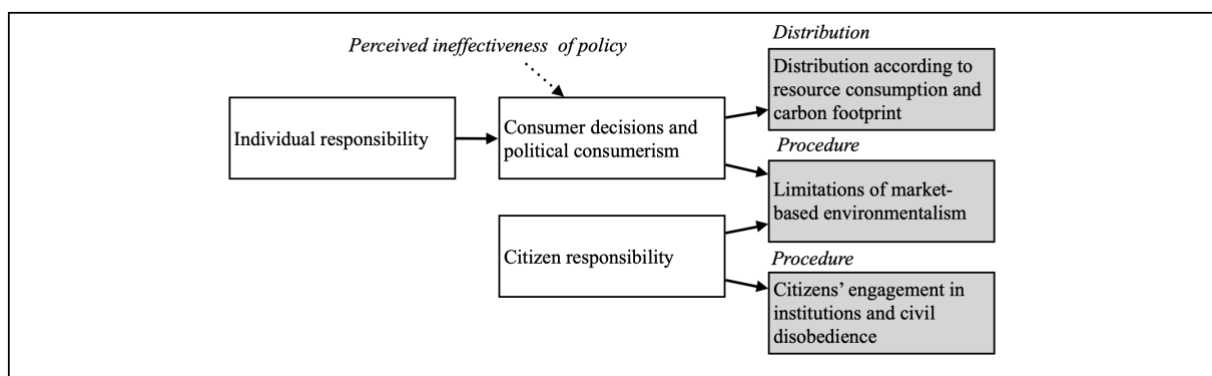 Perceived ineffectiveness of policy
Individual responsibility
Consumer decisions and
political consumerism
Citizen responsibility
Distribution
Distribution according to
resource consumption and
carbon footprint
Procedure
Limitations of market-
based environmentalism
Procedure
Citizens’ engagement in
institutions and civil
disobedience